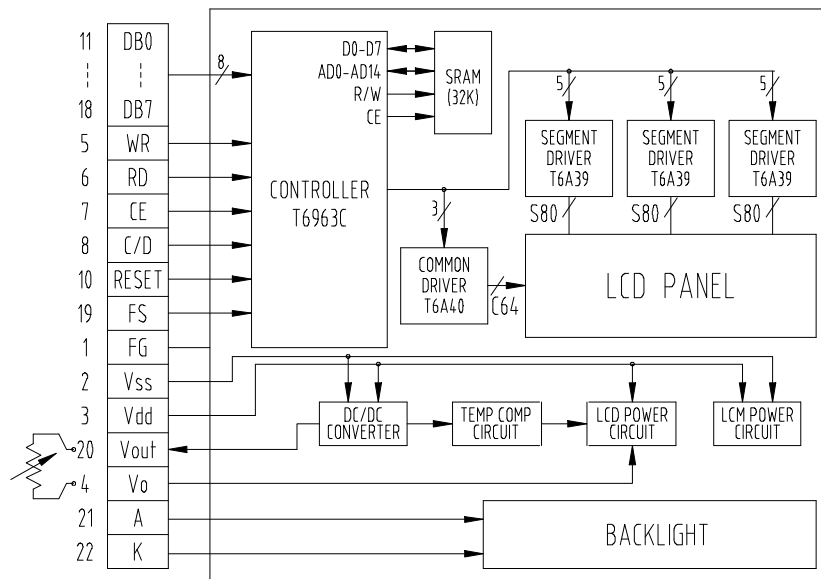 11 DB0
18 DB7
5 WR
6 RD
7 CE
8 C/D
10 RESET
19 FS
1 FG
2 Vss
3 Vdd
20 Vout
4 Vo
21 A
22 K
8
CONTROLLER
T6963C
D0-D7
AD0-AD14
R/W
CE
SRAM
(32K)
5
5
5
SEGMENT
DRIVER
T6A39
SEGMENT
DRIVER
T6A39
SEGMENT
DRIVER
T6A39
S80
S80
S80
3
COMMON
DRIVER
T6A40
C64
LCD PANEL
DC/DC
CONVERTER
TEMP COMP
CIRCUIT
LCD POWER
CIRCUIT
LCM POWER
CIRCUIT
BACKLIGHT